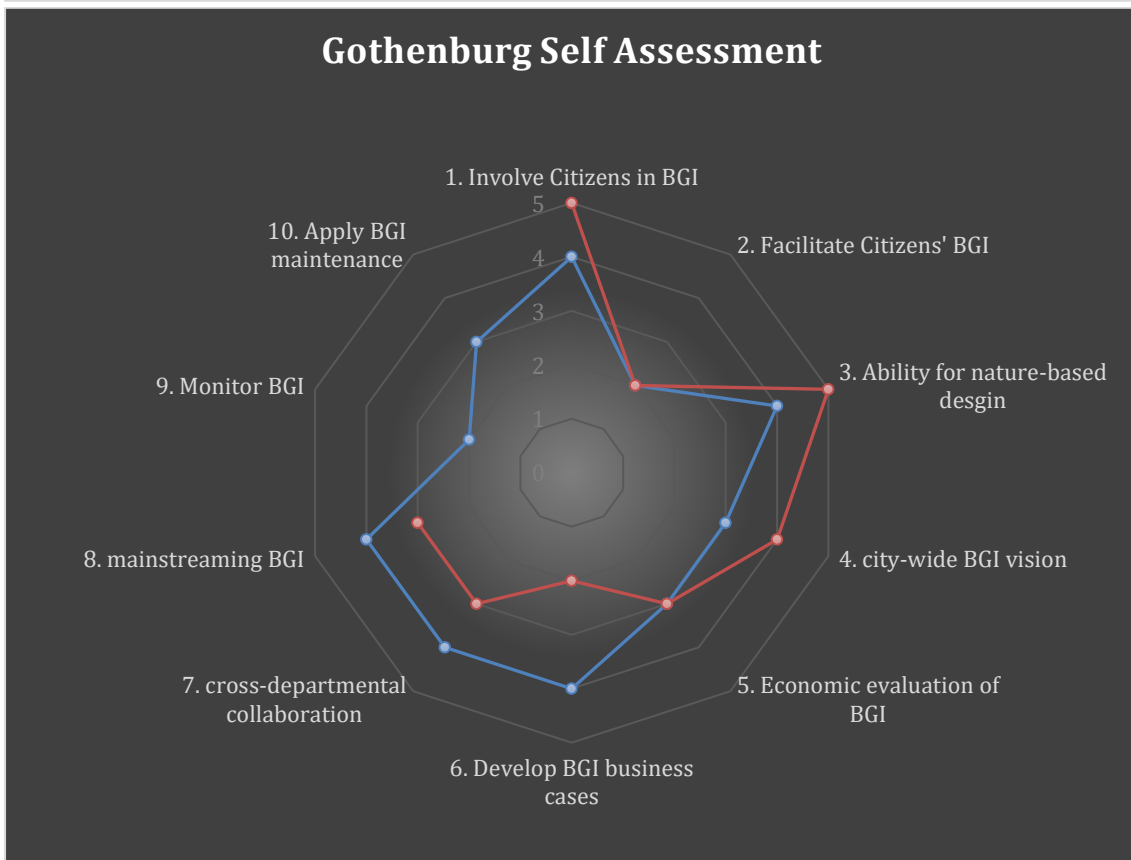 Gothenburg Self Assessment
1. Involve Citizens in BGI
2. Facilitate Citizens' BGI
3. Ability for nature-based
desgin
4. city-wide BGI vision
5. Economic evaluation of
BGI
6. Develop BGI business
cases
7. cross-departmental
collaboration
8. mainstreaming BGI
9. Monitor BGI
10. Apply BGI
maintenance
5
4
3
2
1
0